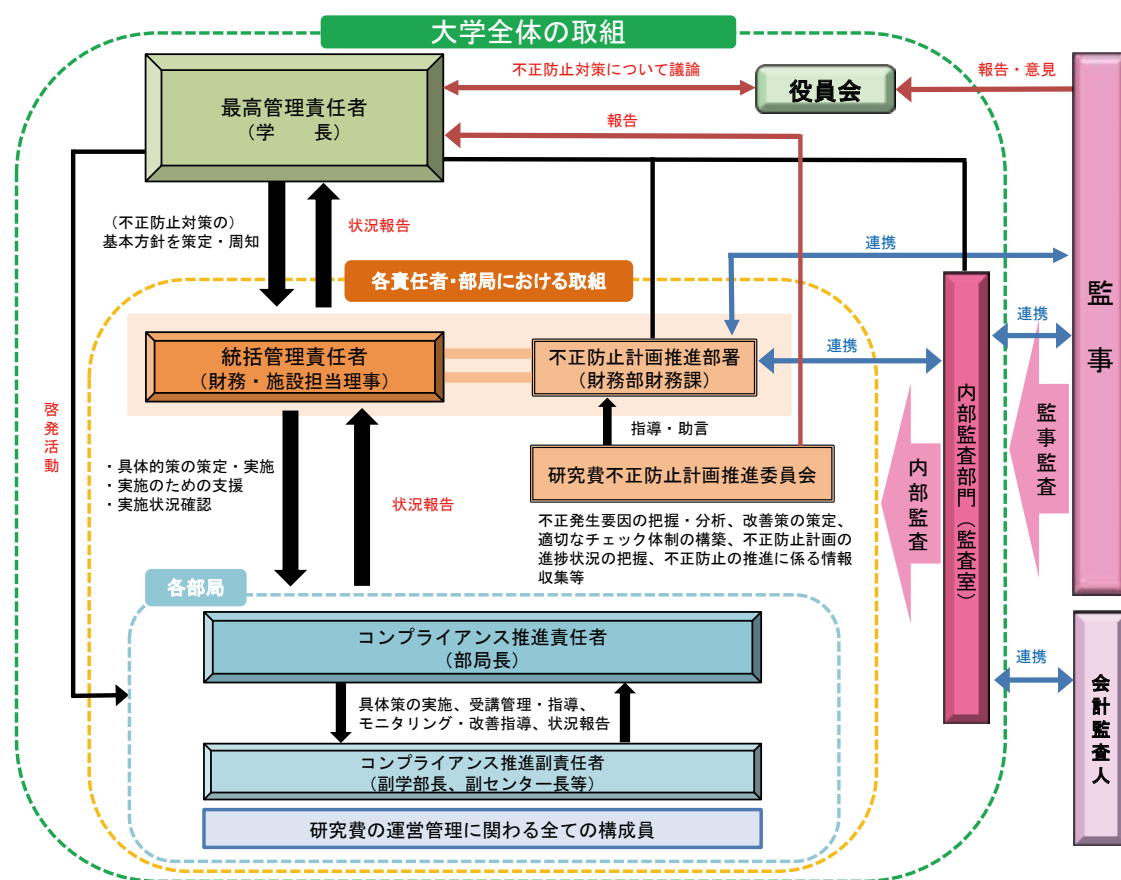 大学全体の取組
最高管理責任者
(学　　長)
不正防止対策について議論
役員会
報告・意見
報告
(不正防止対策の)
基本方針を策定・周知
状況報告
連携
各責任者・部局における取組
監事
連携
統括管理責任者
(財務・施設担当理事)
不正防止計画推進部署
(財務部財務課)
連携
啓発活動
指導・助言
内部監査部門(監査室)
監事監査
内部監査
・具体的策の策定・実施
・実施のための支援
・実施状況確認
状況報告
研究費不正防止計画推進委員会
不正発生要因の把握・分析、改善策の策定、
適切なチェック体制の構築、不正防止計画の
進捗状況の把握、不正防止の推進に係る情報
収集等
各部局
コンプライアンス推進責任者
(部局長)
連携
会計監査人
具体策の実施、受講管理・指導、
モニタリング・改善指導、状況報告
コンプライアンス推進副責任者
(副学部長、副センター長等)
研究費の運営管理に関わる全ての構成員